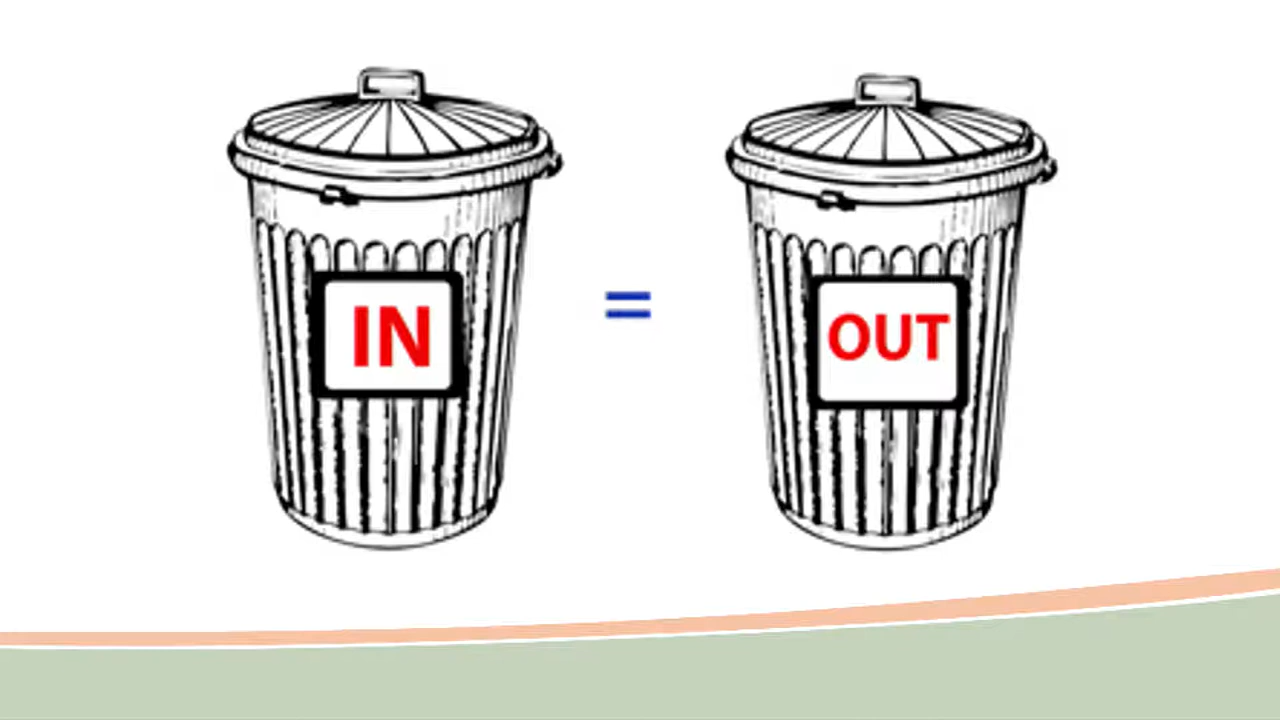 IN = OUT